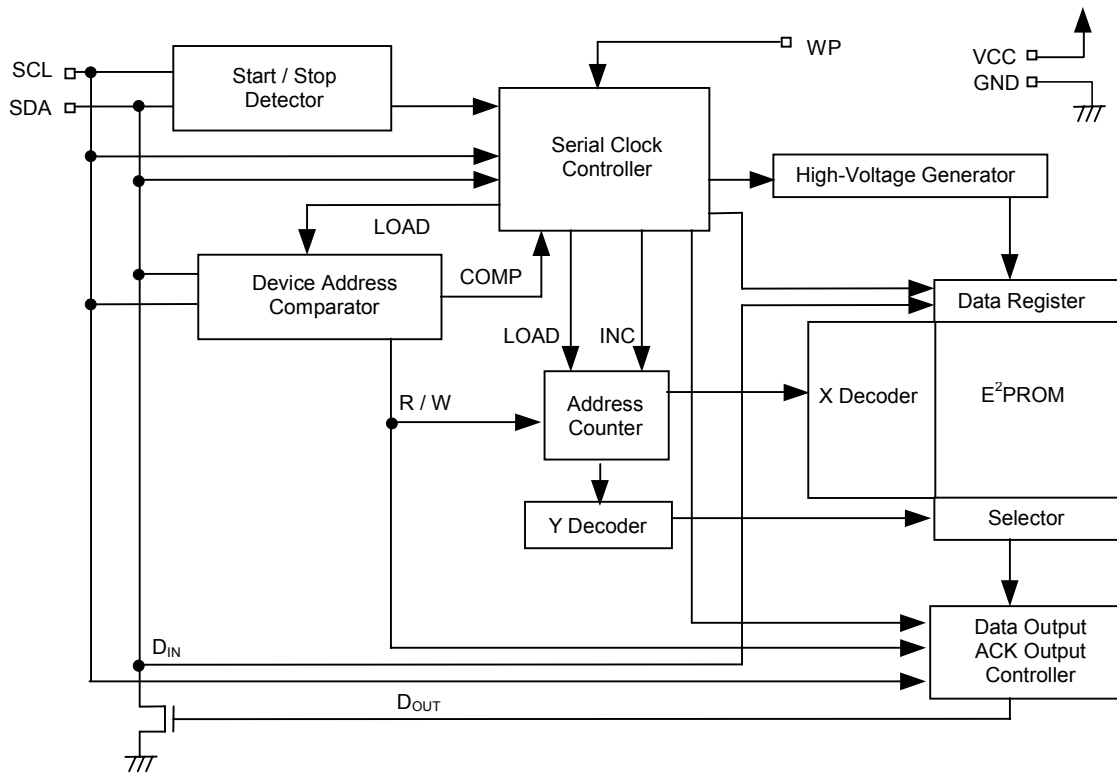 WP
SCL
Start / Stop
Detector
VCC
SDA
GND
Serial Clock
Controller
High-Voltage Generator
LOAD
Device Address
Comparator
COMP
Data Register
LOAD
INC
X Decoder
E²PROM
R / W
Address
Counter
Y Decoder
Selector
Data Output
ACK Output
Controller
D_IN
D_OUT